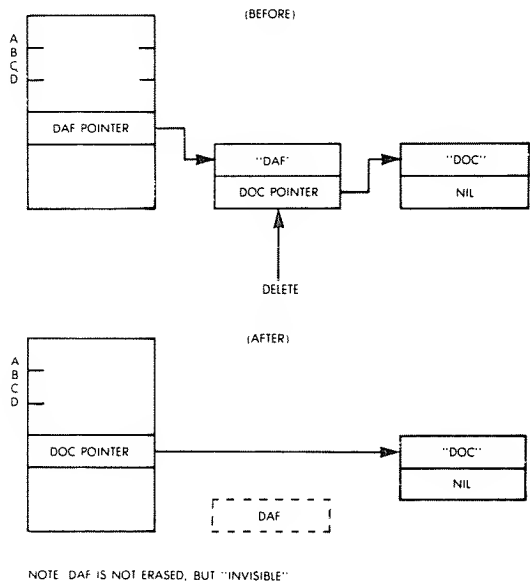 (BEFORE)
A
B
C
D
DAF POINTER
"DAF"
"DOC"
DOC POINTER
NIL
DELETE
(AFTER)
A
B
C
D
DOC POINTER
"DOC"
NIL
DAF
NOTE DAF IS NOT ERASED, BUT "INVISIBLE"